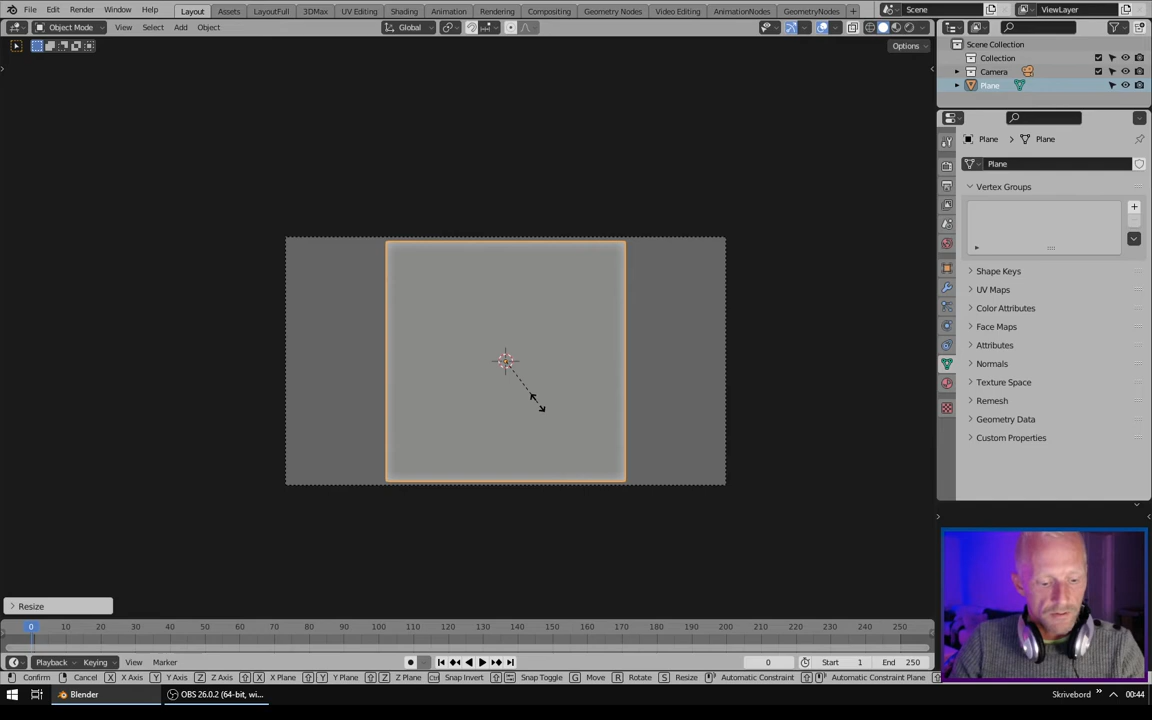 File Edit Render Window Help Layout Assets LayoutFull 3DMax UV Editing Shading Animation Rendering Compositing Geometry Nodes Video Editing AnimationNodes GeometryNodes + Scene ViewLayer
Object Mode View Select Add Object Global
Options
Scene Collection
Collection
Camera
Plane
Plane > Plane
Plane
Vertex Groups
Shape Keys
UV Maps
Color Attributes
Face Maps
Attributes
Normals
Texture Space
Remesh
Geometry Data
Custom Properties
> Resize
0 10 20 30 40 50 60 70 80 90 100 110 120 130 140 150 160 170 180 190 200 210 220 230 240 250
Playback Keying View Marker 0 Start 1 End 250
Confirm Cancel X X Axis Y Y Axis Z Z Axis X X Plane Y Y Plane Z Z Plane Ctrl Snap Invert Snap Toggle G Move R Rotate S Resize Automatic Constraint Automatic Constraint Plane
Blender OBS 26.0.2 (64-bit, wi... Skrivebord » 00:44